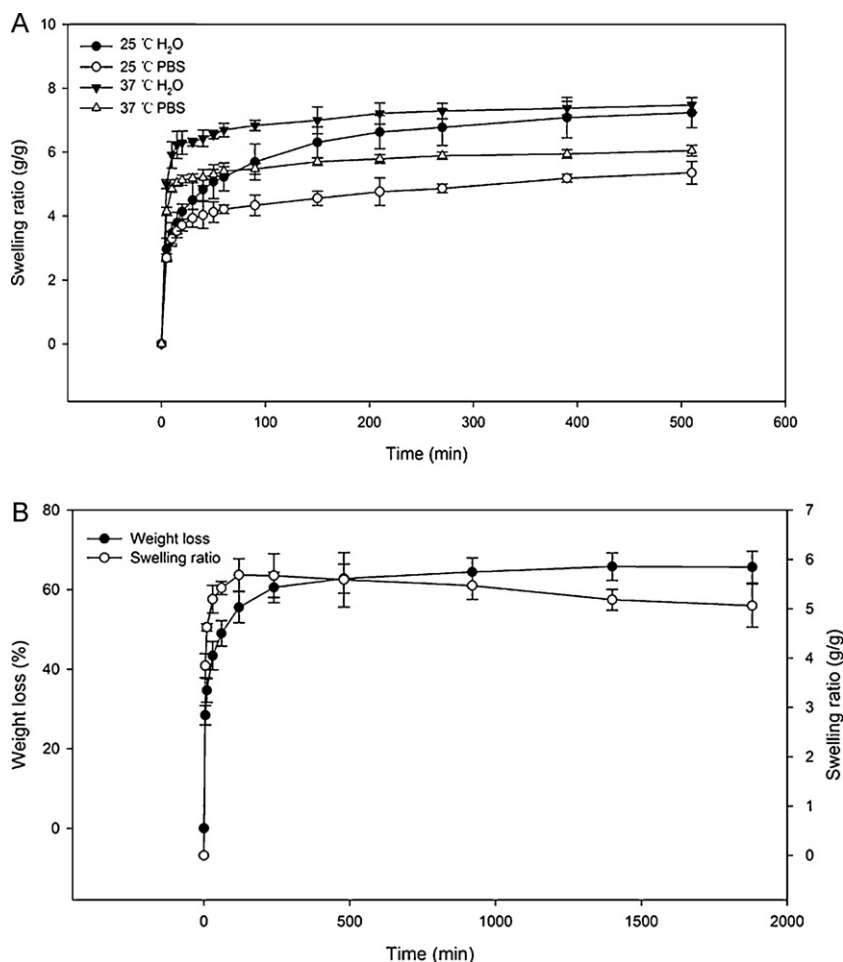 A
10
8
6
4
2
0
Swelling ratio (g/g)
25 ℃ H₂O
25 ℃ PBS
37 ℃ H₂O
37 ℃ PBS
0 100 200 300 400 500 600
Time (min)
B
80
60
40
20
0
Weight loss (%)
Weight loss
Swelling ratio
7
6
5
4
3
2
1
0
Swelling ratio (g/g)
0 500 1000 1500 2000
Time (min)